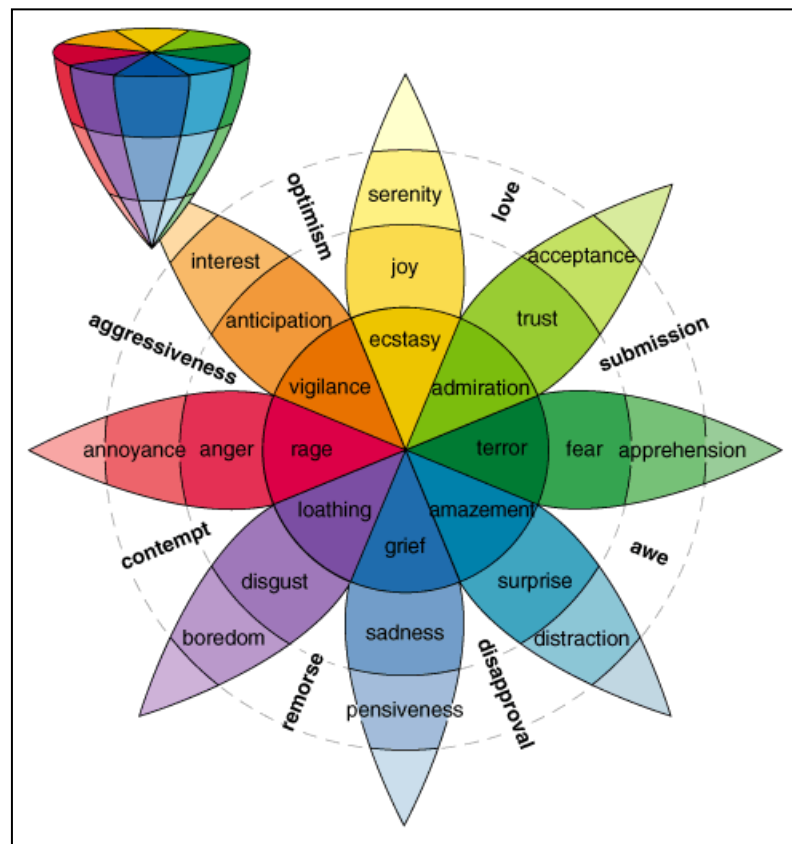 optimism
serenity
love
interest
acceptance
joy
anticipation
trust
aggressiveness
ecstasy
submission
vigilance
admiration
annoyance
anger
rage
terror
fear
apprehension
loathing
amazement
contempt
grief
awe
disgust
surprise
boredom
sadness
distraction
remorse
disapproval
pensiveness